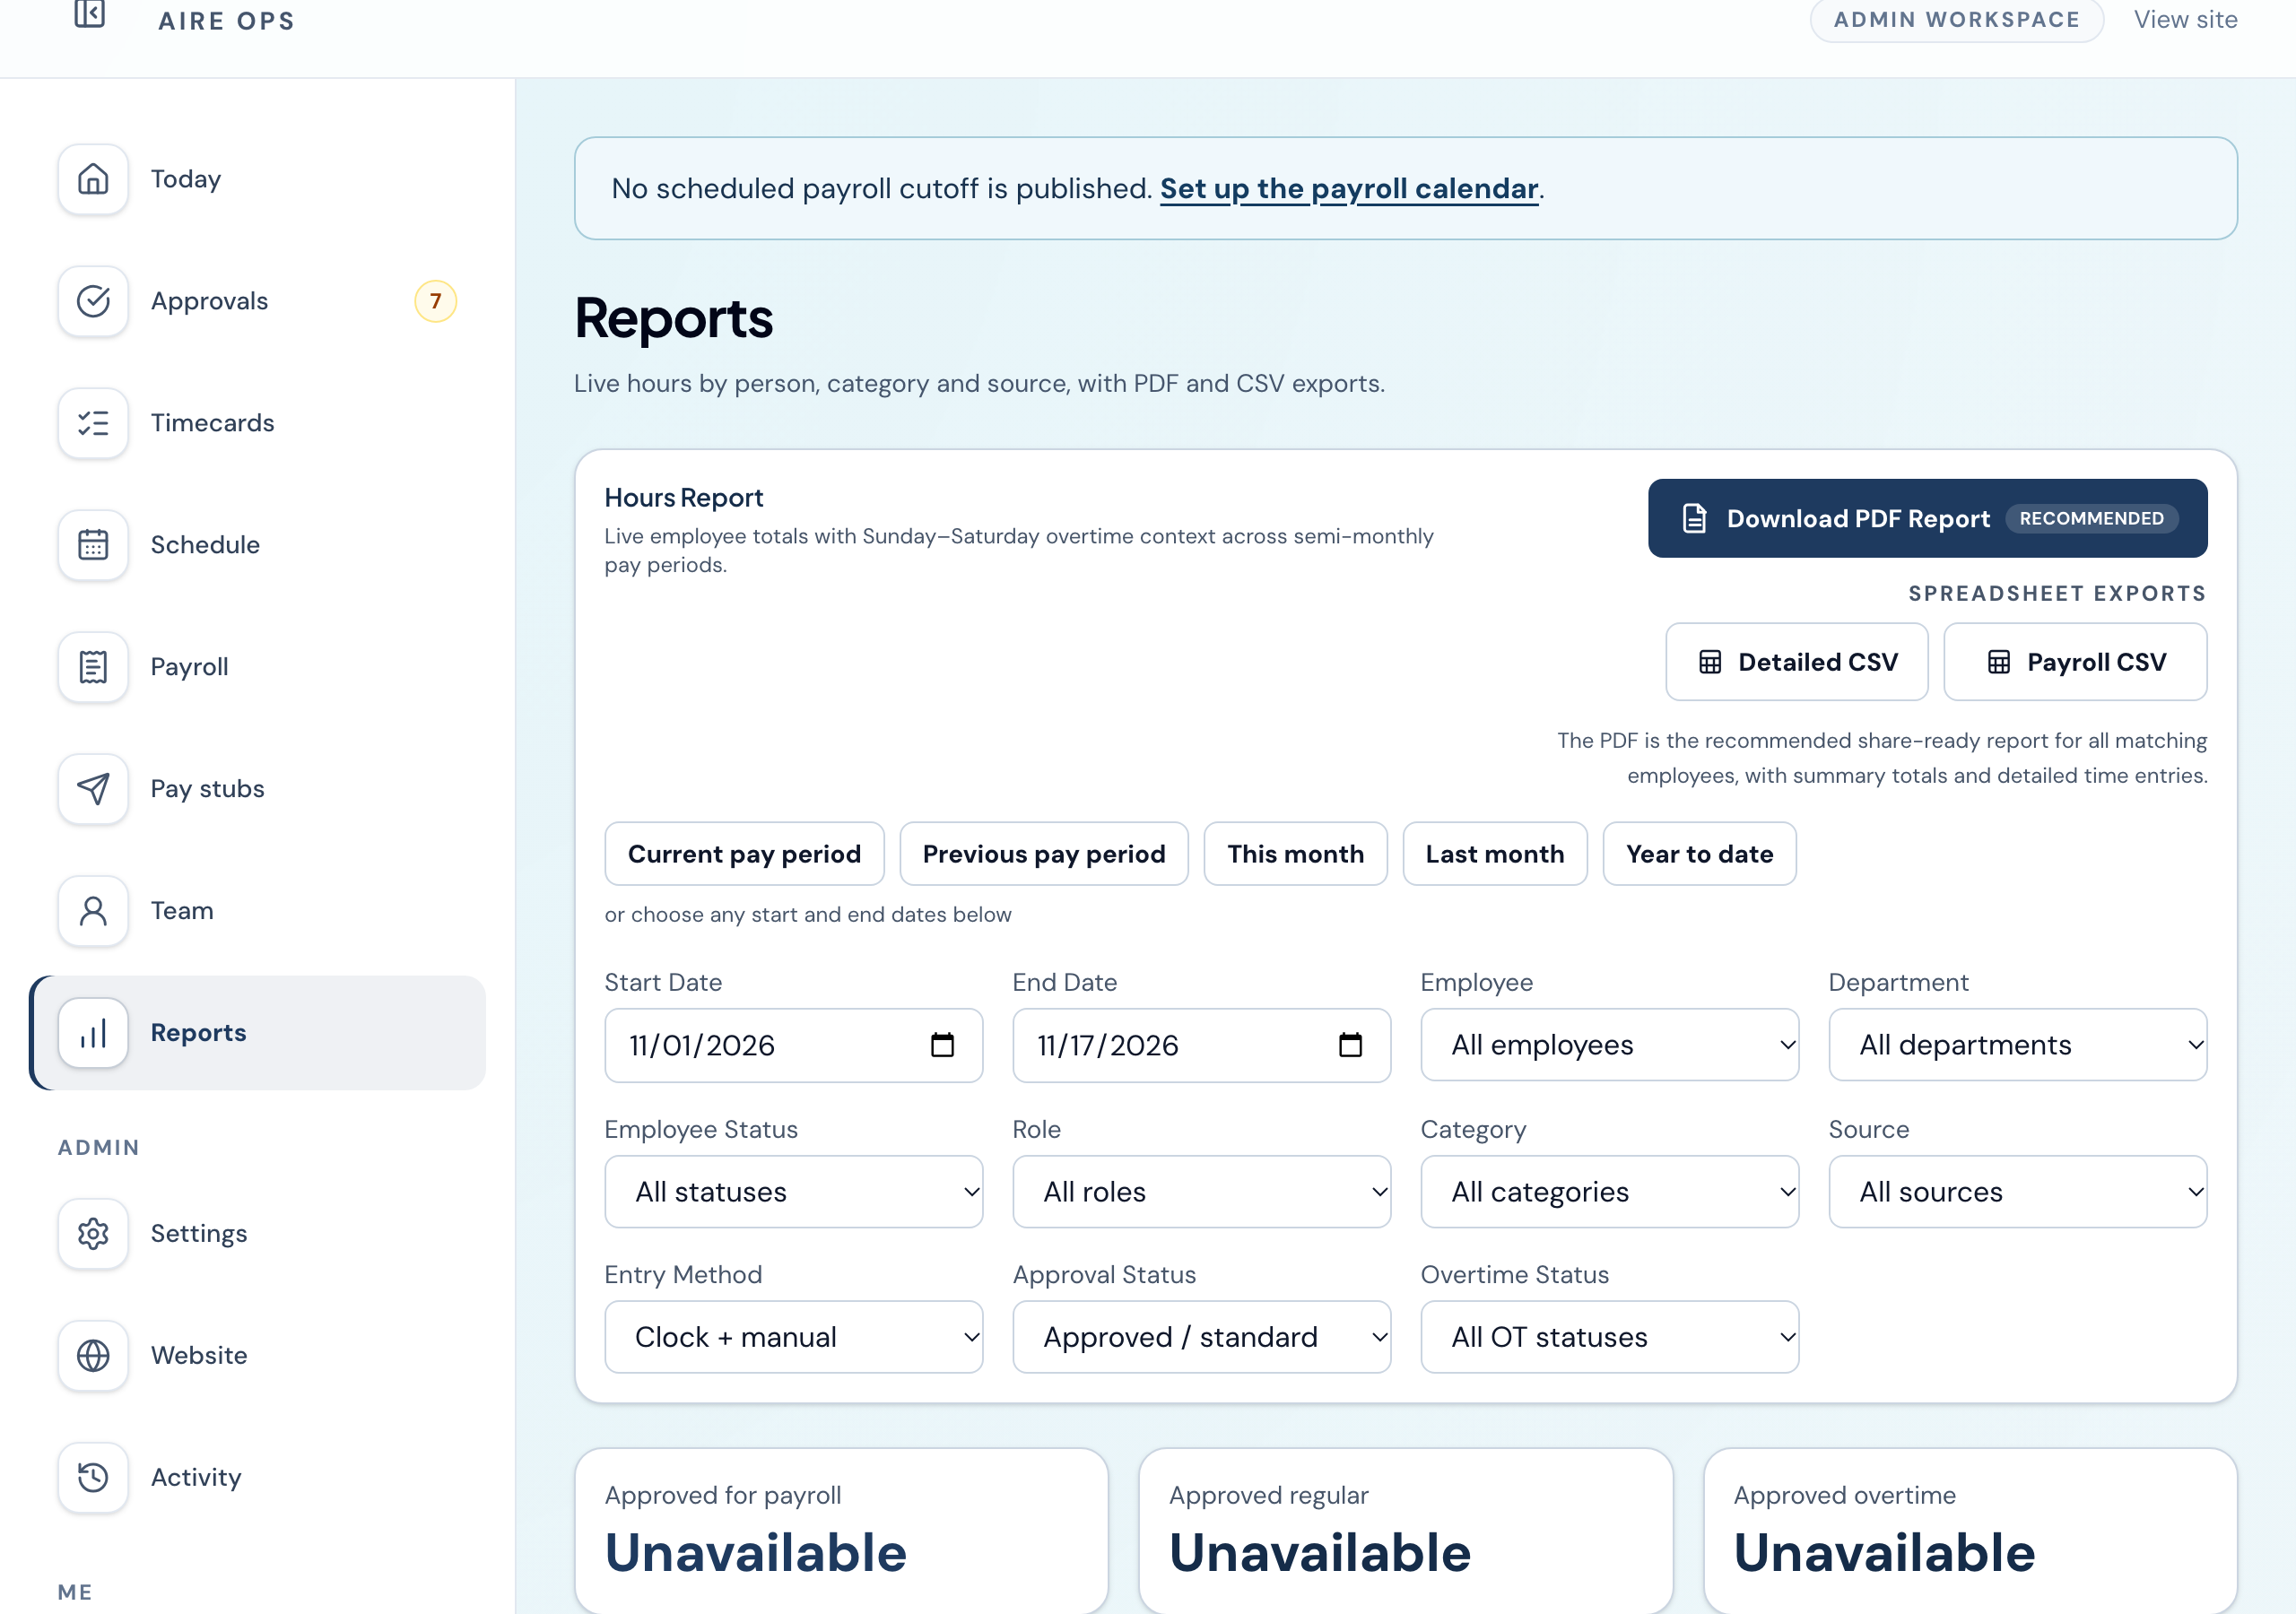 AIRE OPS
ADMIN WORKSPACE
View site
Today
Approvals
7
Timecards
Schedule
Payroll
Pay stubs
Team
Reports
ADMIN
Settings
Website
Activity
ME
No scheduled payroll cutoff is published. Set up the payroll calendar.
Reports
Live hours by person, category and source, with PDF and CSV exports.
Hours Report
Live employee totals with Sunday–Saturday overtime context across semi-monthly
pay periods.
Download PDF Report
RECOMMENDED
SPREADSHEET EXPORTS
Detailed CSV
Payroll CSV
The PDF is the recommended share-ready report for all matching
employees, with summary totals and detailed time entries.
Current pay period
Previous pay period
This month
Last month
Year to date
or choose any start and end dates below
Start Date
11/01/2026
End Date
11/17/2026
Employee
All employees
Department
All departments
Employee Status
All statuses
Role
All roles
Category
All categories
Source
All sources
Entry Method
Clock + manual
Approval Status
Approved / standard
Overtime Status
All OT statuses
Approved for payroll
Unavailable
Approved regular
Unavailable
Approved overtime
Unavailable